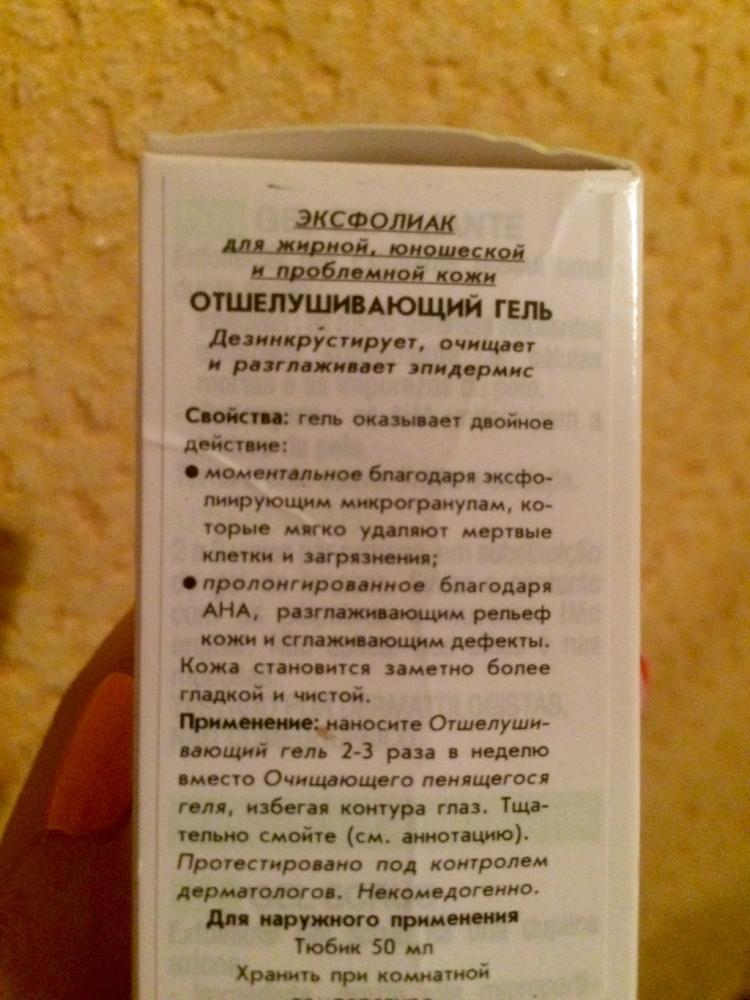 ЭКСФОЛИАК
для жирной, юношеской
и проблемной кожи
ОТШЕЛУШИВАЮЩИЙ ГЕЛЬ
Дезинкрустирует, очищает
и разглаживает эпидермис
Свойства: гель оказывает двойное
действие:
● моментальное благодаря эксфо-
лиирующим микрогранулам, ко-
торые мягко удаляют мертвые
клетки и загрязнения;
● пролонгированное благодаря
АНА, разглаживающим рельеф
кожи и сглаживающим дефекты.
Кожа становится заметно более
гладкой и чистой.
Применение: наносите Отшелуши-
вающий гель 2-3 раза в неделю
вместо Очищающего пенящегося
геля, избегая контура глаз. Тща-
тельно смойте (см. аннотацию).
Протестировано под контролем
дерматологов. Некомедогенно.
Для наружного применения
Тюбик 50 мл
Хранить при комнатной